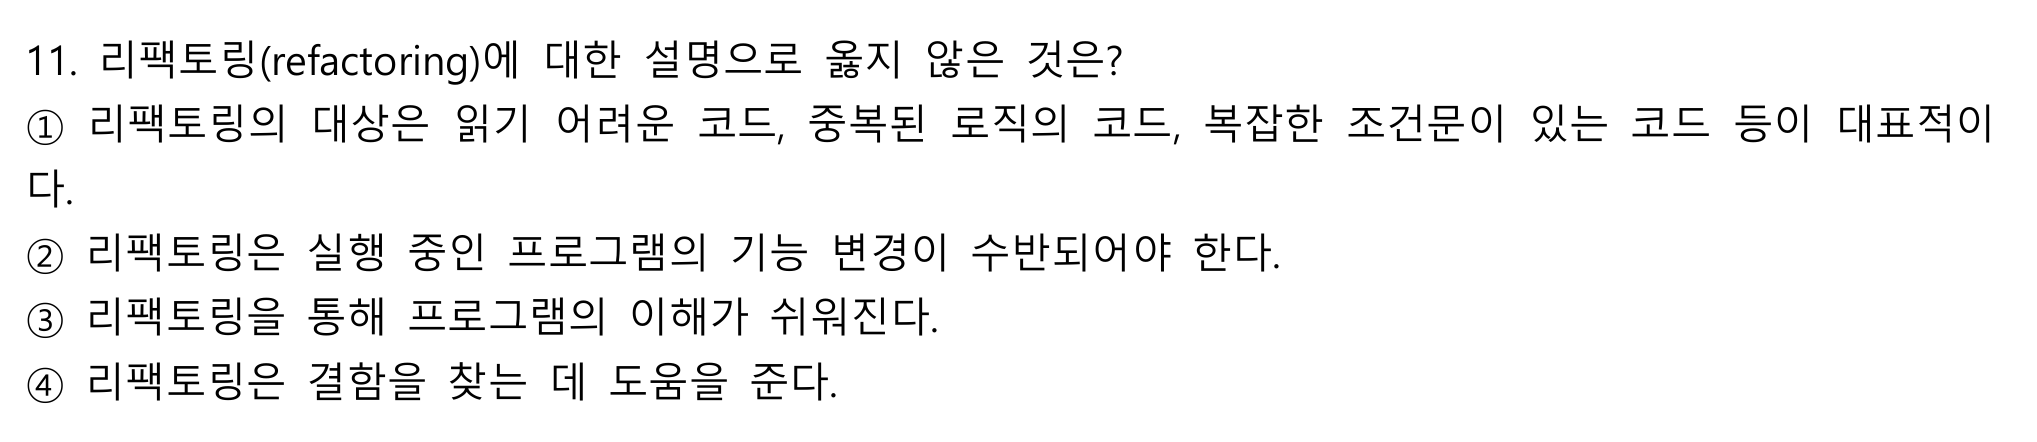 11. 리팩토링(refactoring)에 대한 설명으로 옳지 않은 것은?
① 리팩토링의 대상은 읽기 어려운 코드, 중복된 로직의 코드, 복잡한 조건문이 있는 코드 등이 대표적이
다.
② 리팩토링은 실행 중인 프로그램의 기능 변경이 수반되어야 한다.
③ 리팩토링을 통해 프로그램의 이해가 쉬워진다.
④ 리팩토링은 결함을 찾는 데 도움을 준다.